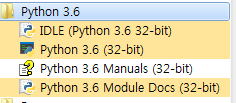 Python 3.6
IDLE (Python 3.6 32-bit)
Python 3.6 (32-bit)
Python 3.6 Manuals (32-bit)
Python 3.6 Module Docs (32-bit)